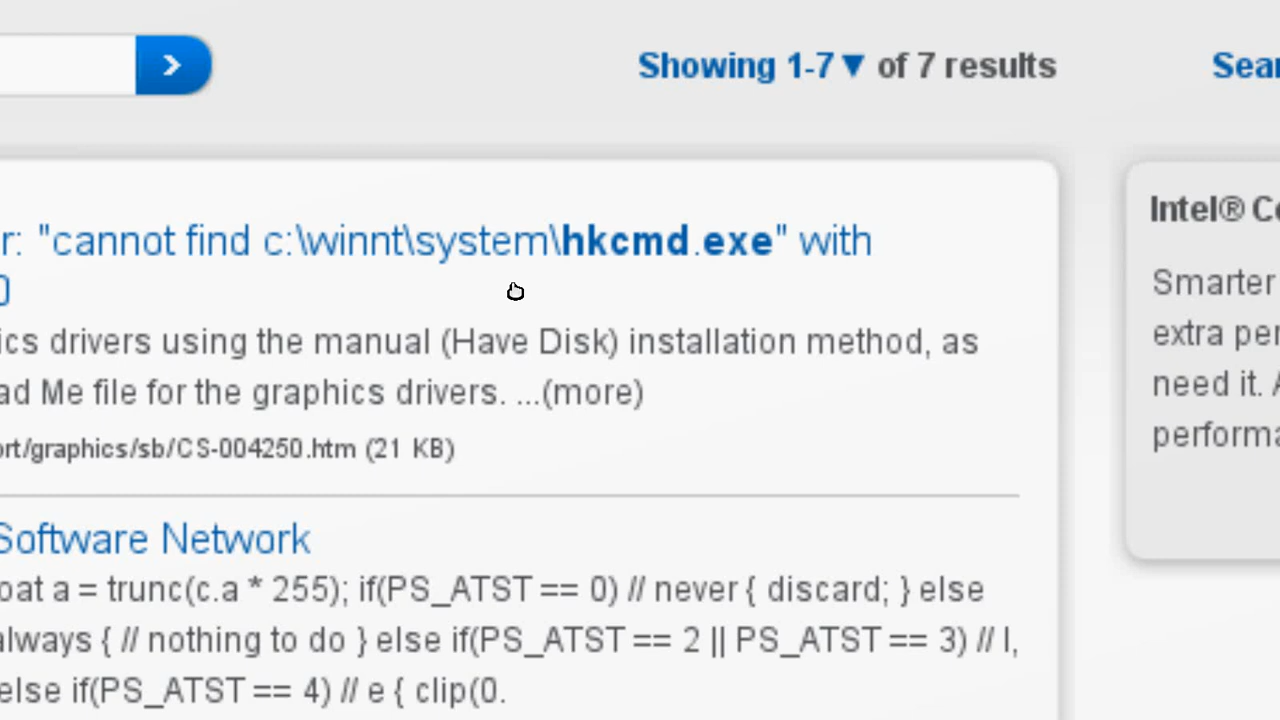 Showing 1-7▼ of 7 results
r: "cannot find c:\winnt\system\hkcmd.exe" with
ics drivers using the manual (Have Disk) installation method, as
ad Me file for the graphics drivers. ...(more)
ort/graphics/sb/CS-004250.htm (21 KB)
Software Network
oat a = trunc(c.a * 255); if(PS_ATST == 0) // never { discard; } else
always { // nothing to do } else if(PS_ATST == 2 || PS_ATST == 3) // l,
else if(PS_ATST == 4) // e { clip(0.
Sear
Intel® Co
Smarter
extra per
need it. A
performa